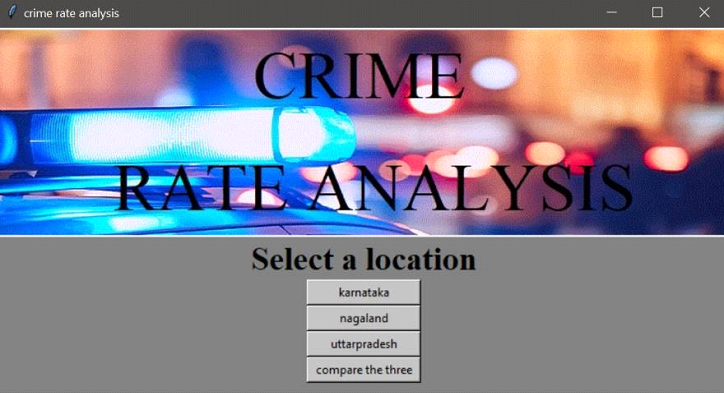 crime rate analysis
CRIME
RATE ANALYSIS
Select a location
karnataka
nagaland
uttarpradesh
compare the three